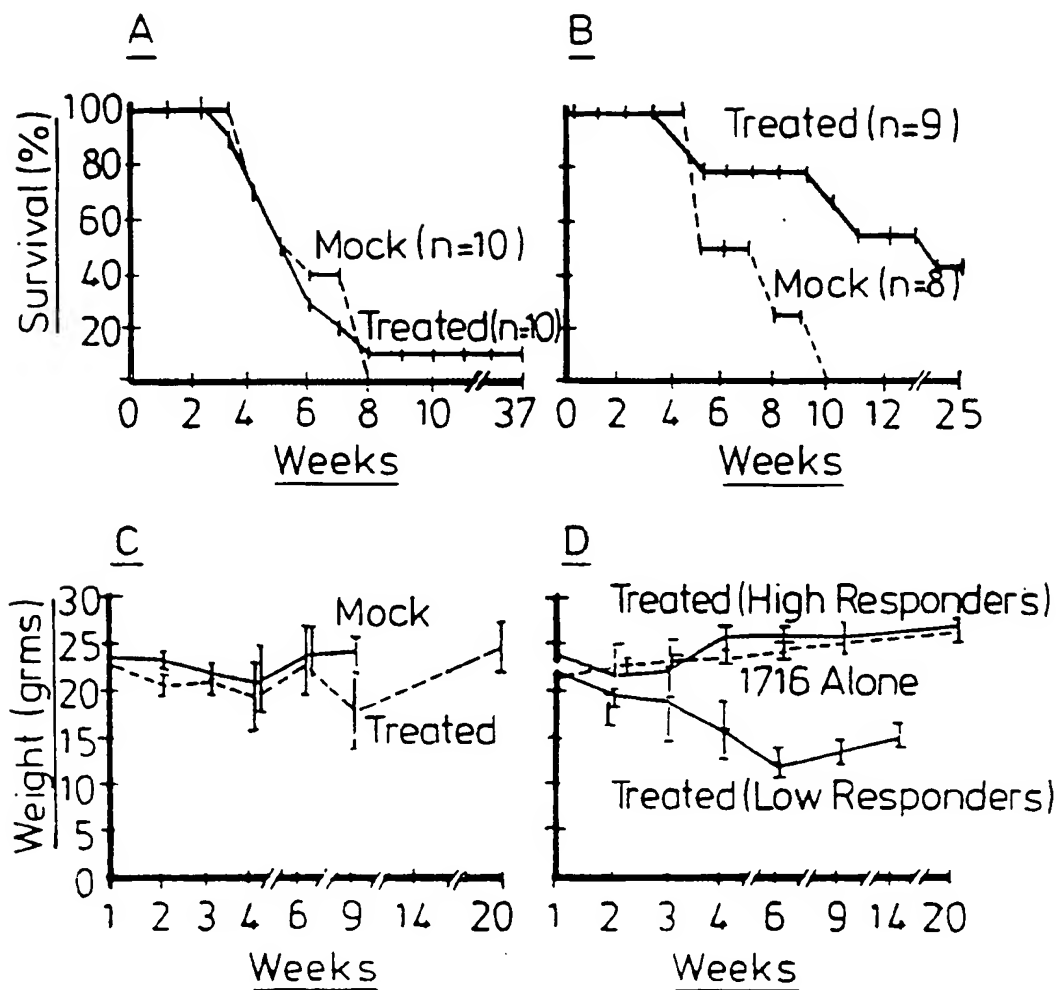 A
Survival (%)
100
80
60
40
20
Mock (n=10)
Treated(n=10)
0 2 4 6 8 10 37
Weeks
B
Treated (n=9)
Mock (n=8)
0 2 4 6 8 10 12 25
Weeks
C
Weight (grms)
30
25
20
15
10
5
0
Mock
Treated
1 2 3 4 6 9 14 20
Weeks
D
Treated (High Responders)
1716 Alone
Treated (Low Responders)
1 2 3 4 6 9 14 20
Weeks